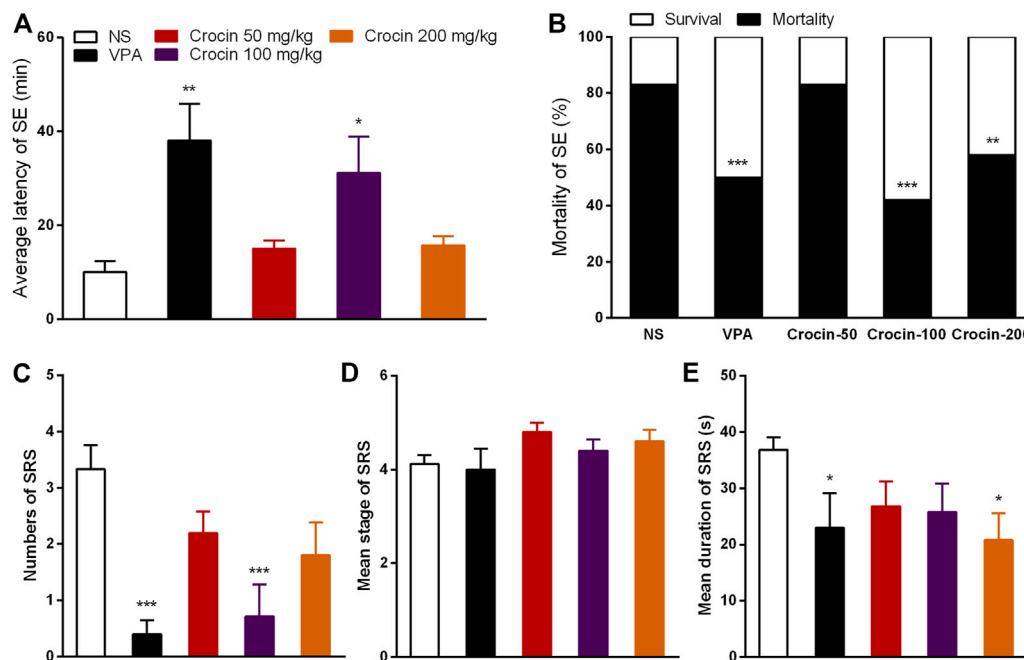 A
Average latency of SE (min)
60
40
20
0
NS
VPA
Crocin 50 mg/kg
Crocin 100 mg/kg
Crocin 200 mg/kg
**
*
B
Survival
Mortality
Mortality of SE (%)
100
80
60
40
20
0
***
***
**
NS
VPA
Crocin-50
Crocin-100
Crocin-200
C
Numbers of SRS
5
4
3
2
1
0
***
***
D
Mean stage of SRS
6
4
2
0
E
Mean duration of SRS (s)
50
40
30
20
10
0
*
*